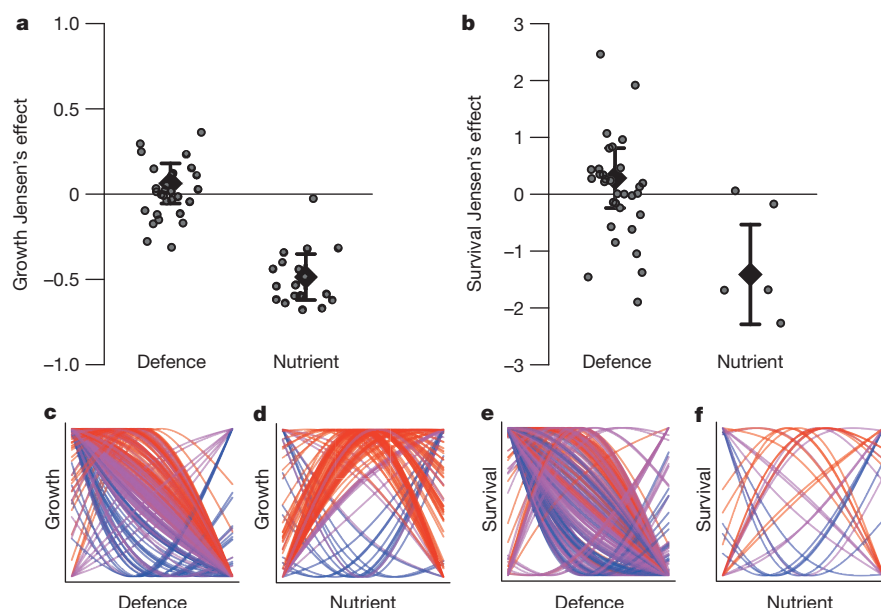 a
b
1.0
0.5
0
−0.5
−1.0
Growth Jensen's effect
Defence
Nutrient
3
2
1
0
−1
−2
−3
Survival Jensen's effect
Defence
Nutrient
c
d
e
f
Growth
Defence
Growth
Nutrient
Survival
Defence
Survival
Nutrient